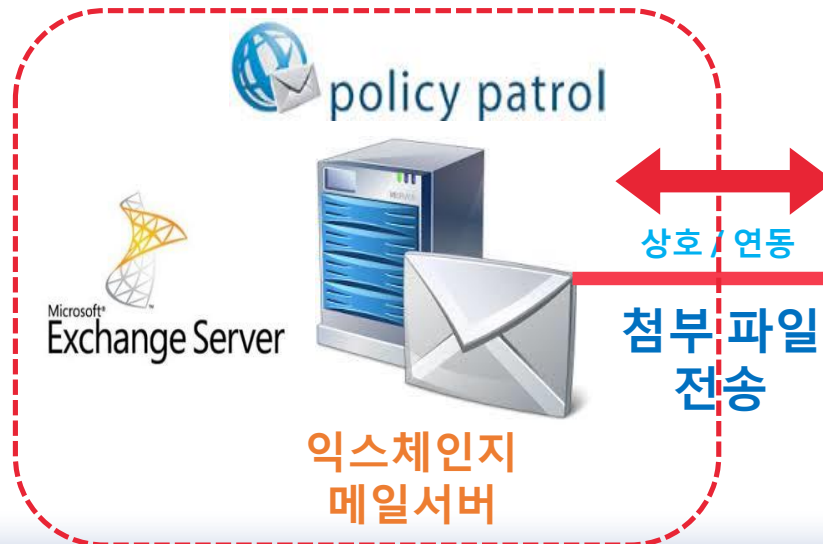 policy patrol
Microsoft®
Exchange Server
상호 / 연동
첨부 파일
전송
익스체인지
메일서버